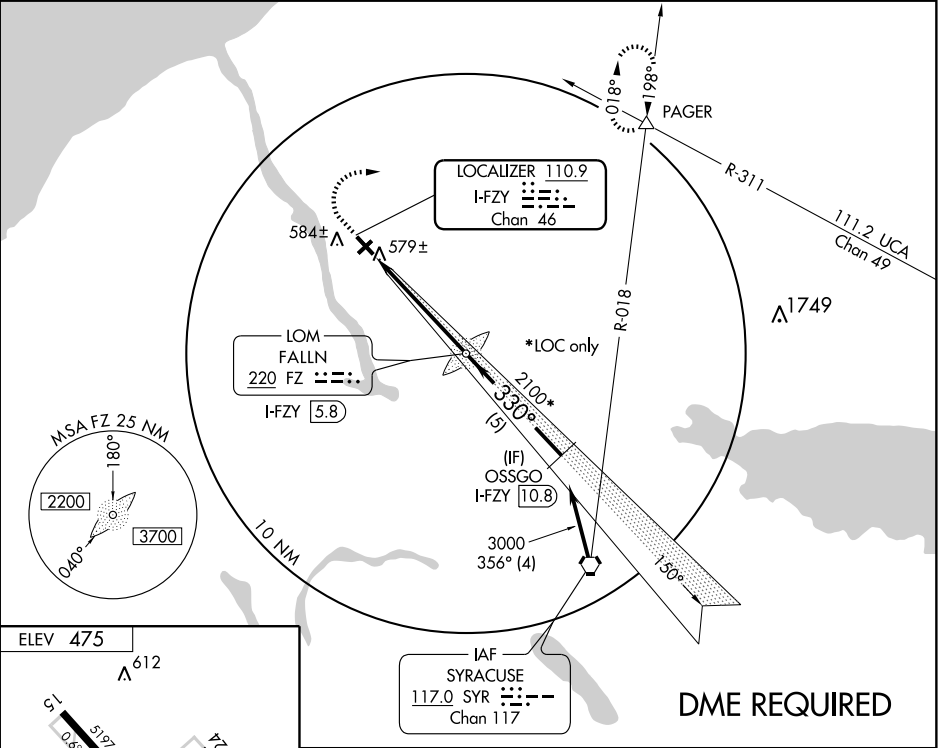 018°
198°
PAGER
R-311
111.2 UCA
Chan 49
LOCALIZER 110.9
I-FZY
Chan 46
584±
579±
1749
R-018
LOM
FALLN
220 FZ
I-FZY 5.8
*LOC only
2100*
330°
(5)
(IF)
OSSGO
I-FZY 10.8
MSA FZ 25 NM
180°
2200
3700
040°
10 NM
3000
356° (4)
150°
IAF
SYRACUSE
117.0 SYR
Chan 117
DME REQUIRED
ELEV 475
612
15
5197
24